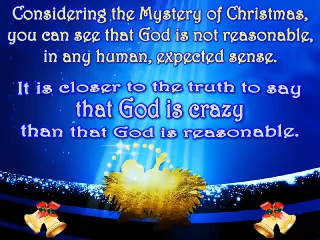 Considering the Mystery of Christmas,
you can see that God is not reasonable,
in any human, expected sense.
It is closer to the truth to say
that God is crazy
than that God is reasonable.